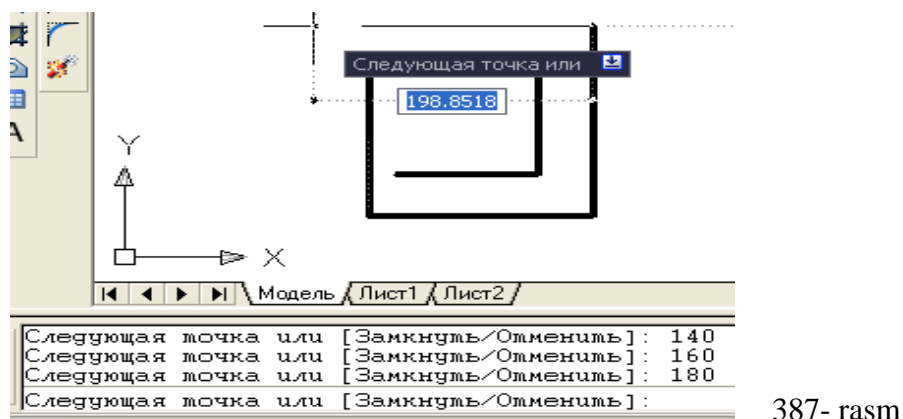 Следующая точка или
198.8518
A
Y
X
Модель Лист1 Лист2
Следующая точка или [Замкнуть/Отменить]: 140
Следующая точка или [Замкнуть/Отменить]: 160
Следующая точка или [Замкнуть/Отменить]: 180
Следующая точка или [Замкнуть/Отменить]:
387- rasm